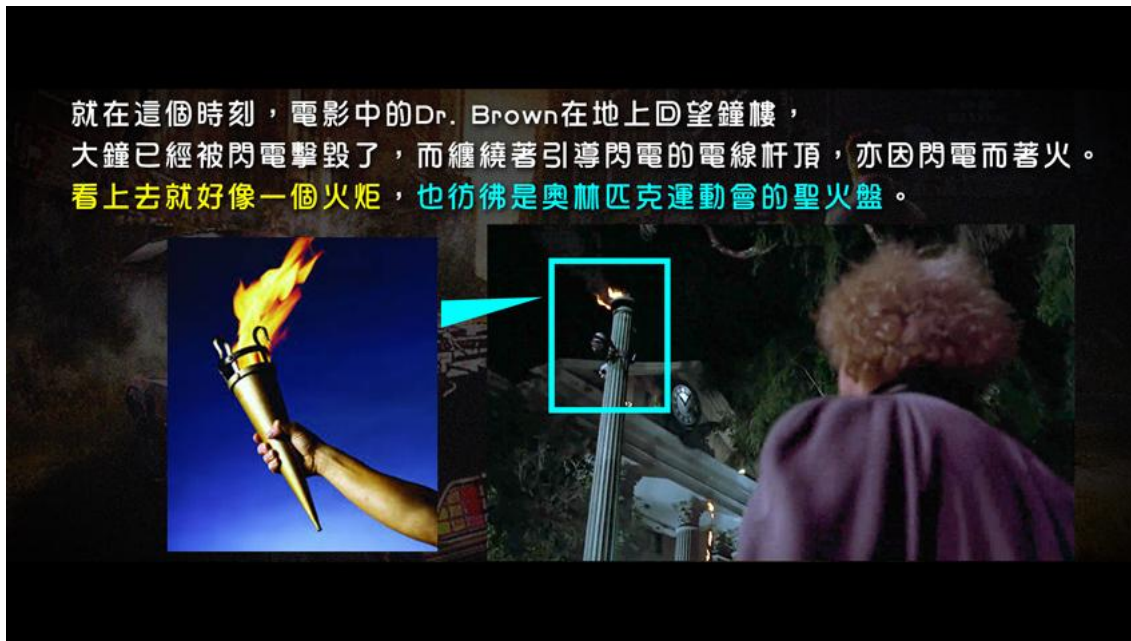 就在這個時刻，電影中的Dr. Brown在地上回望鐘樓，
大鐘已經被閃電擊毀了，而纏繞著引導閃電的電線杆頂，亦因閃電而著火。
看上去就好像一個火炬，也彷彿是奧林匹克運動會的聖火盤。